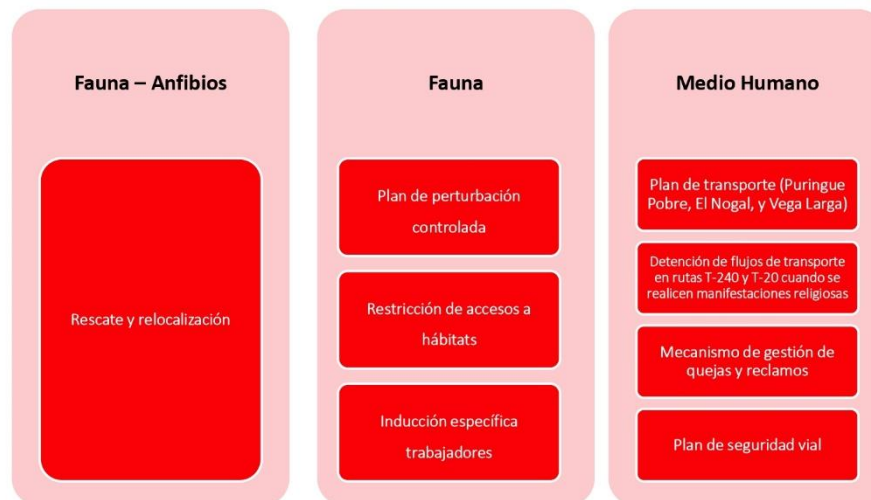 Fauna – Anfibios
Rescate y relocalización
Fauna
Plan de perturbación
controlada
Restricción de accesos a
hábitats
Inducción específica
trabajadores
Medio Humano
Plan de transporte (Puringue
Pobre, El Nogal, y Vega Larga)
Detención de flujos de transporte
en rutas T-240 y T-20 cuando se
realicen manifestaciones religiosas
Mecanismo de gestión de
quejas y reclamos
Plan de seguridad vial